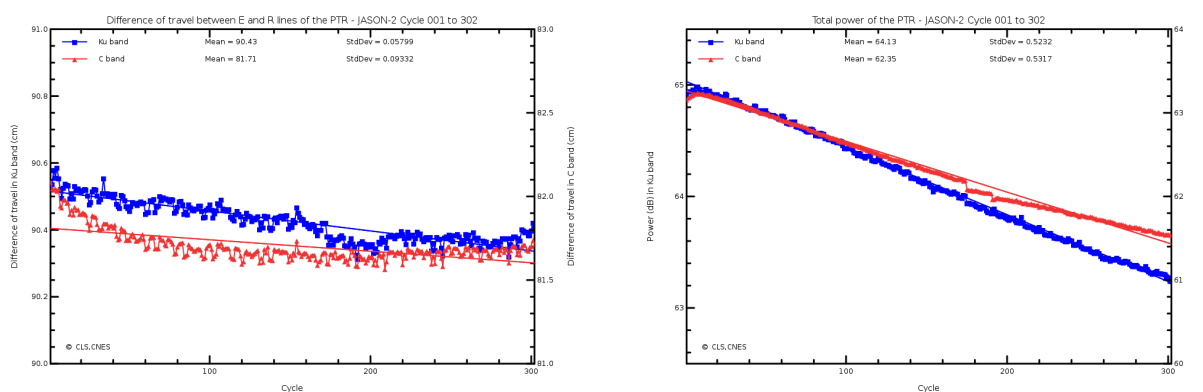 Difference of travel between E and R lines of the PTR - JASON-2 Cycle 001 to 302
91.0
90.8
90.6
90.4
90.2
90.0
Difference of travel in Ku band (cm)
Ku band Mean = 90.43 StdDev = 0.05799
C band Mean = 81.71 StdDev = 0.09332
© CLS,CNES
83.0
82.5
82.0
81.5
81.0
Difference of travel in C band (cm)
100 200 300
Cycle
Total power of the PTR - JASON-2 Cycle 001 to 302
65
64
63
Power (dB) in Ku band
Ku band Mean = 64.13 StdDev = 0.5232
C band Mean = 62.35 StdDev = 0.5317
© CLS,CNES
64
63
62
61
60
100 200 300
Cycle